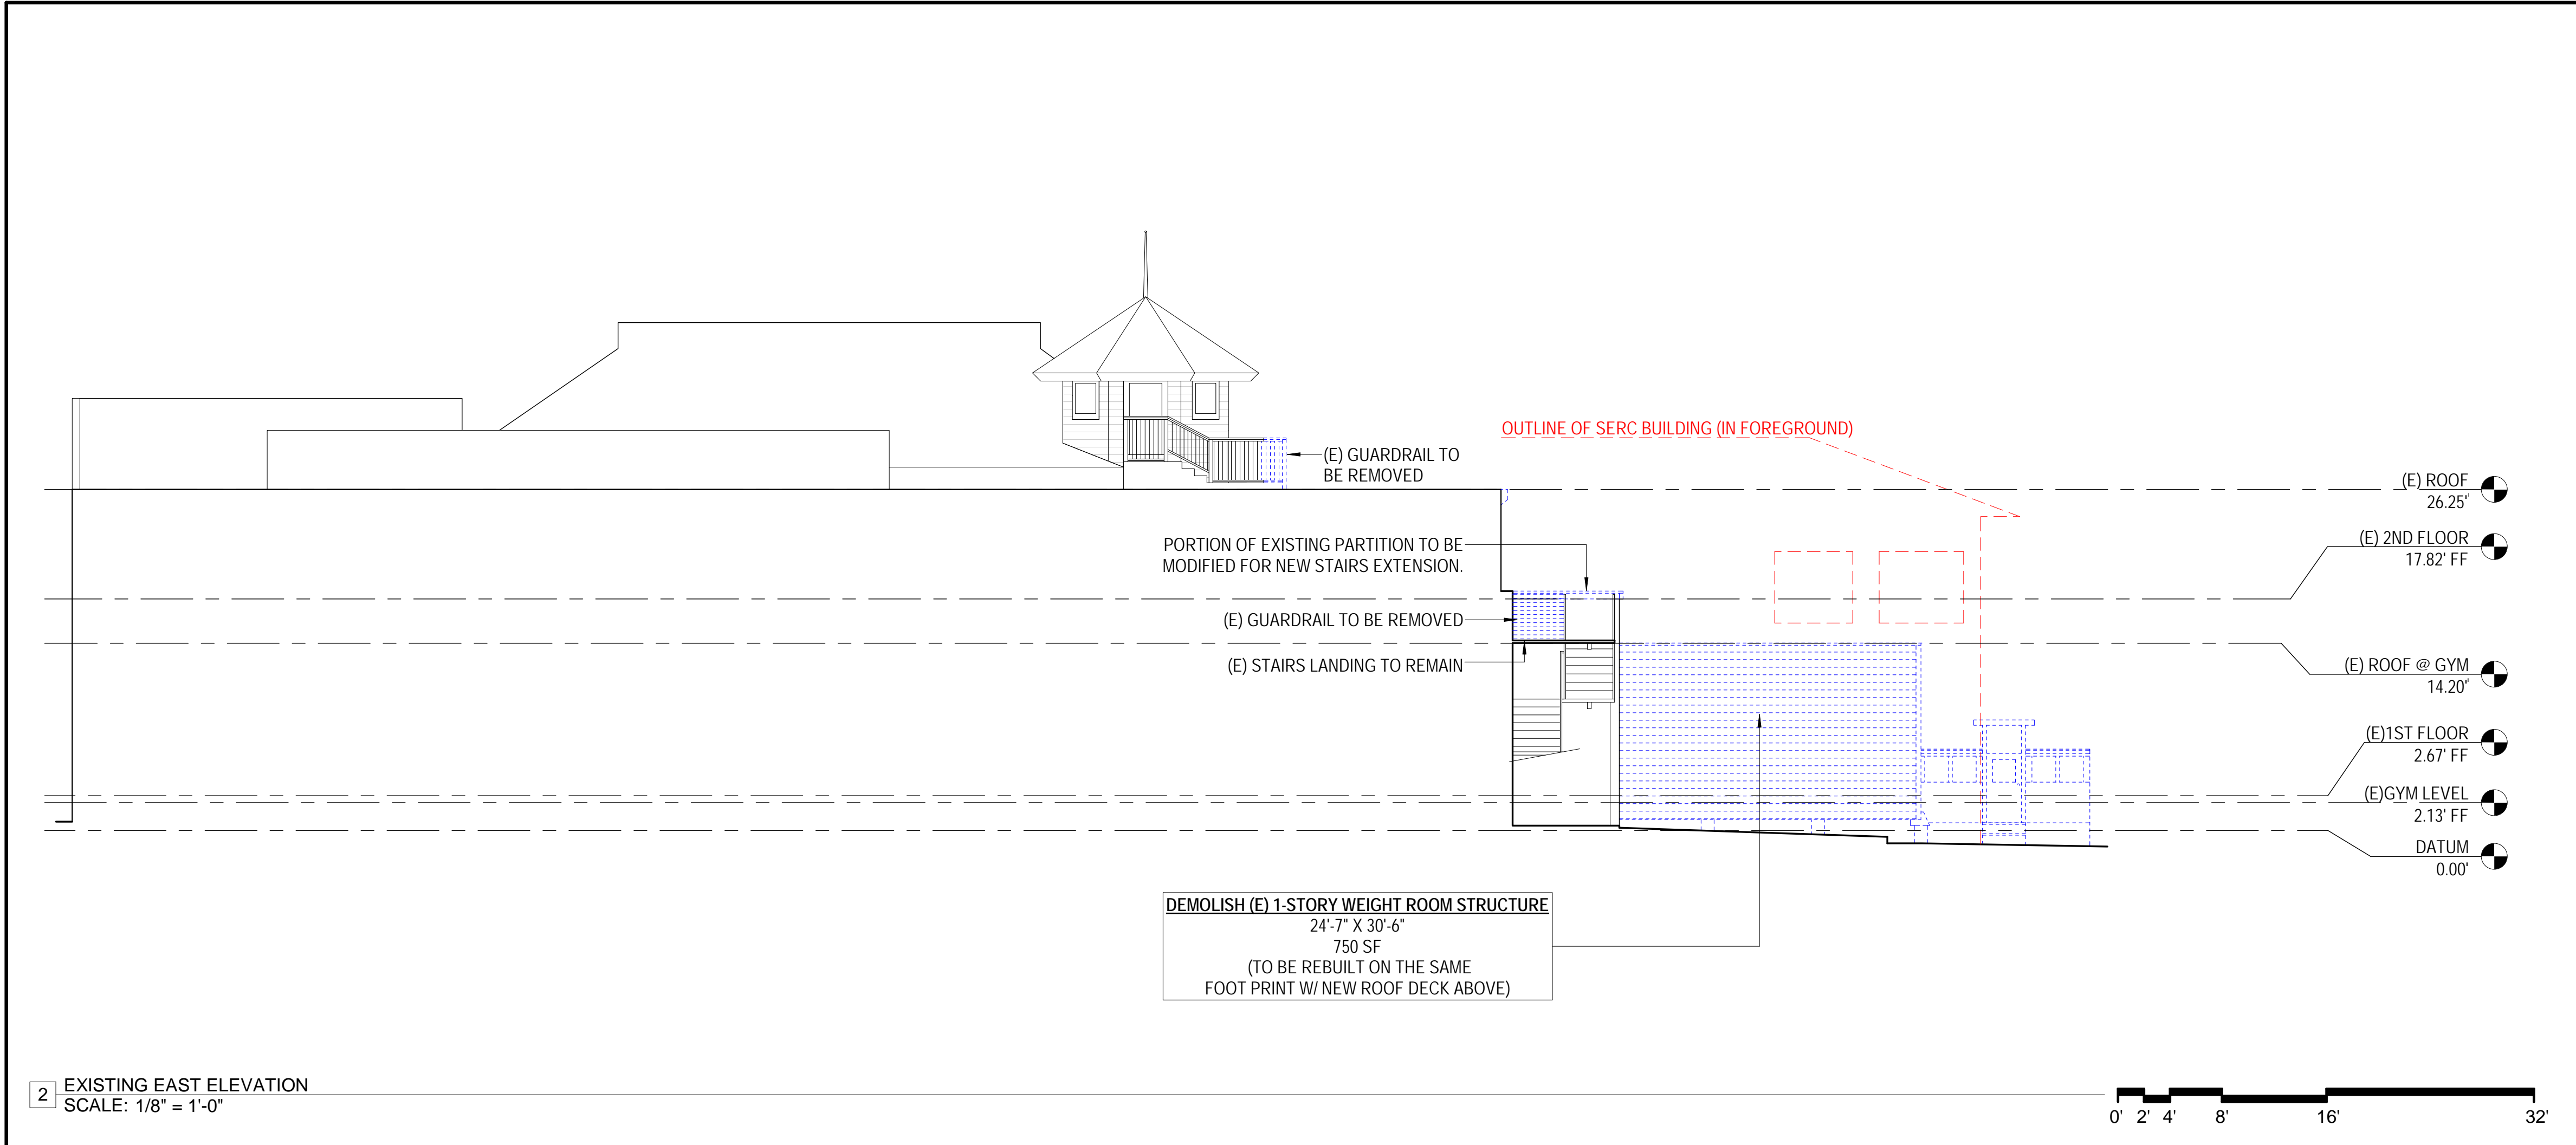 OUTLINE OF SERC BUILDING (IN FOREGROUND)
(E) GUARDRAIL TO
BE REMOVED
(E) ROOF
26.25'
PORTION OF EXISTING PARTITION TO BE
MODIFIED FOR NEW STAIRS EXTENSION.
(E) 2ND FLOOR
17.82' FF
(E) GUARDRAIL TO BE REMOVED
(E) STAIRS LANDING TO REMAIN
(E) ROOF @ GYM
14.20'
(E)1ST FLOOR
2.67' FF
(E)GYM LEVEL
2.13' FF
DATUM
0.00'
DEMOLISH (E) 1-STORY WEIGHT ROOM STRUCTURE
24'-7" X 30'-6"
750 SF
(TO BE REBUILT ON THE SAME
FOOT PRINT W/ NEW ROOF DECK ABOVE)
2 EXISTING EAST ELEVATION
SCALE: 1/8" = 1'-0"
0' 2' 4' 8' 16' 32'